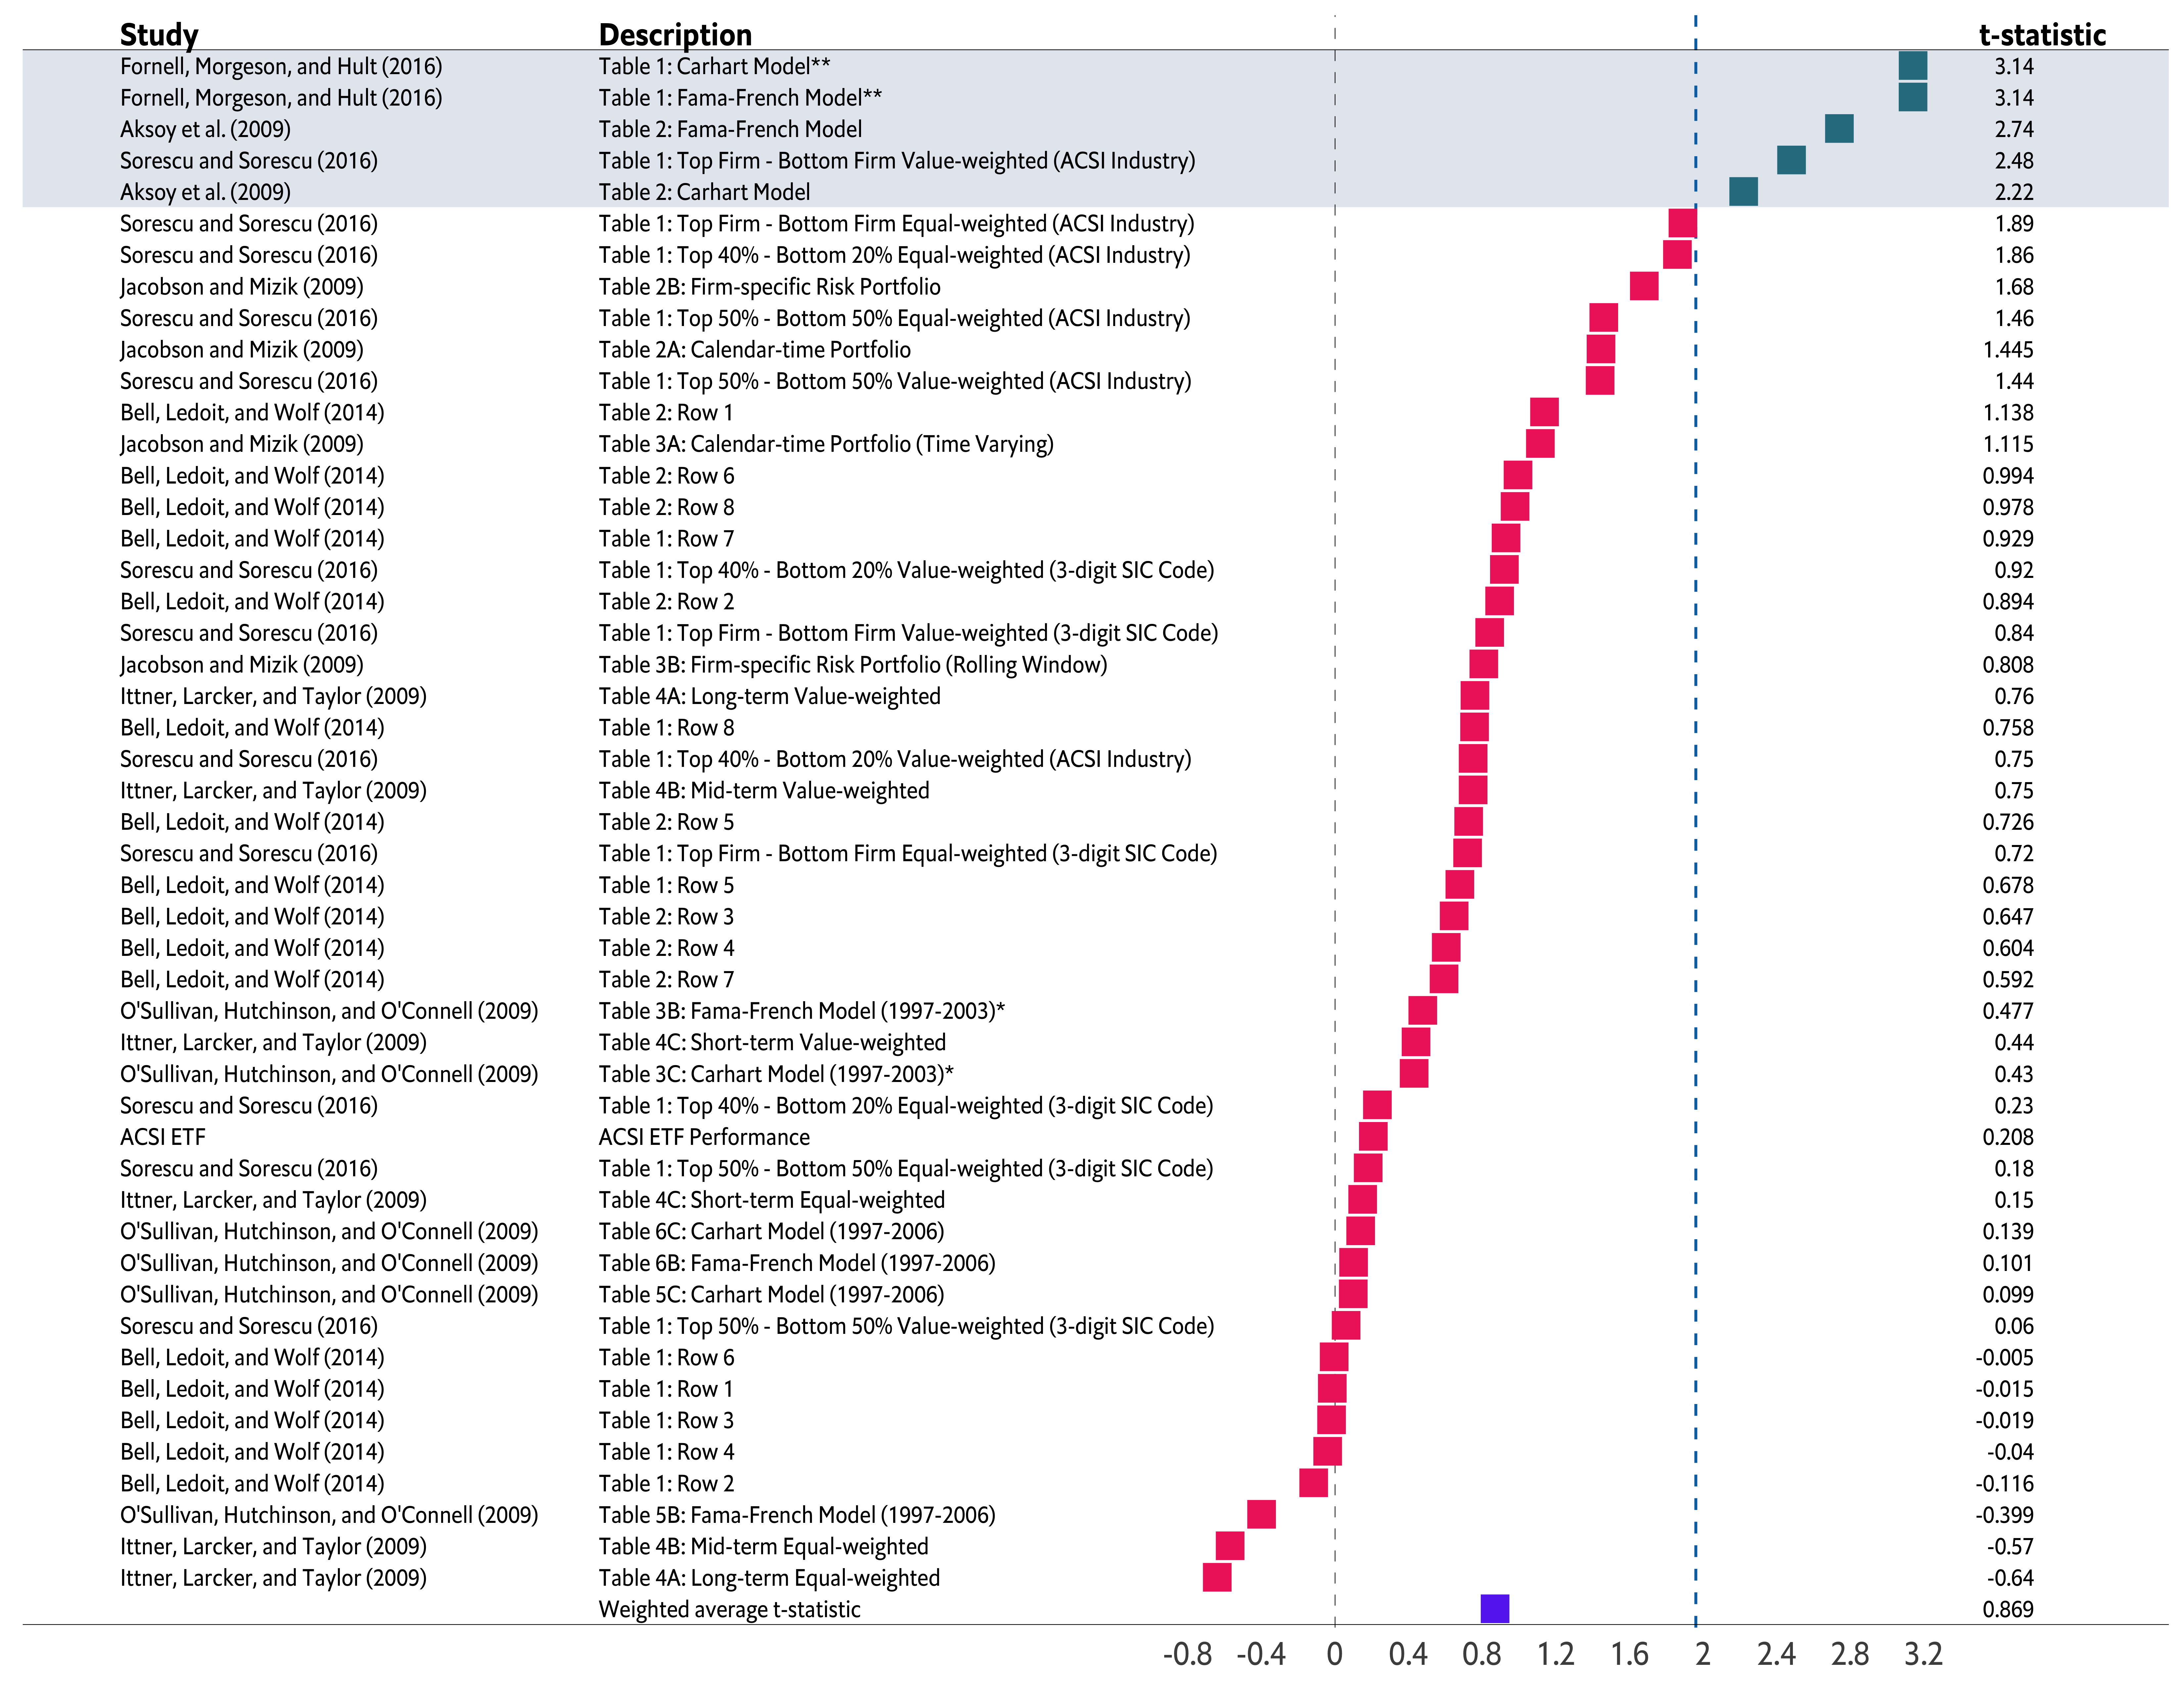 Study Description t-statistic
Fornell, Morgeson, and Hult (2016) Table 1: Carhart Model** 3.14
Fornell, Morgeson, and Hult (2016) Table 1: Fama-French Model** 3.14
Aksoy et al. (2009) Table 2: Fama-French Model 2.74
Sorescu and Sorescu (2016) Table 1: Top Firm - Bottom Firm Value-weighted (ACSI Industry) 2.48
Aksoy et al. (2009) Table 2: Carhart Model 2.22
Sorescu and Sorescu (2016) Table 1: Top Firm - Bottom Firm Equal-weighted (ACSI Industry) 1.89
Sorescu and Sorescu (2016) Table 1: Top 40% - Bottom 20% Equal-weighted (ACSI Industry) 1.86
Jacobson and Mizik (2009) Table 2B: Firm-specific Risk Portfolio 1.68
Sorescu and Sorescu (2016) Table 1: Top 50% - Bottom 50% Equal-weighted (ACSI Industry) 1.46
Jacobson and Mizik (2009) Table 2A: Calendar-time Portfolio 1.445
Sorescu and Sorescu (2016) Table 1: Top 50% - Bottom 50% Value-weighted (ACSI Industry) 1.44
Bell, Ledoit, and Wolf (2014) Table 2: Row 1 1.138
Jacobson and Mizik (2009) Table 3A: Calendar-time Portfolio (Time Varying) 1.115
Bell, Ledoit, and Wolf (2014) Table 2: Row 6 0.994
Bell, Ledoit, and Wolf (2014) Table 2: Row 8 0.978
Bell, Ledoit, and Wolf (2014) Table 1: Row 7 0.929
Sorescu and Sorescu (2016) Table 1: Top 40% - Bottom 20% Value-weighted (3-digit SIC Code) 0.92
Bell, Ledoit, and Wolf (2014) Table 2: Row 2 0.894
Sorescu and Sorescu (2016) Table 1: Top Firm - Bottom Firm Value-weighted (3-digit SIC Code) 0.84
Jacobson and Mizik (2009) Table 3B: Firm-specific Risk Portfolio (Rolling Window) 0.808
Ittner, Larcker, and Taylor (2009) Table 4A: Long-term Value-weighted 0.76
Bell, Ledoit, and Wolf (2014) Table 1: Row 8 0.758
Sorescu and Sorescu (2016) Table 1: Top 40% - Bottom 20% Value-weighted (ACSI Industry) 0.75
Ittner, Larcker, and Taylor (2009) Table 4B: Mid-term Value-weighted 0.75
Bell, Ledoit, and Wolf (2014) Table 2: Row 5 0.726
Sorescu and Sorescu (2016) Table 1: Top Firm - Bottom Firm Equal-weighted (3-digit SIC Code) 0.72
Bell, Ledoit, and Wolf (2014) Table 1: Row 5 0.678
Bell, Ledoit, and Wolf (2014) Table 2: Row 3 0.647
Bell, Ledoit, and Wolf (2014) Table 2: Row 4 0.604
Bell, Ledoit, and Wolf (2014) Table 2: Row 7 0.592
O'Sullivan, Hutchinson, and O'Connell (2009) Table 3B: Fama-French Model (1997-2003)* 0.477
Ittner, Larcker, and Taylor (2009) Table 4C: Short-term Value-weighted 0.44
O'Sullivan, Hutchinson, and O'Connell (2009) Table 3C: Carhart Model (1997-2003)* 0.43
Sorescu and Sorescu (2016) Table 1: Top 40% - Bottom 20% Equal-weighted (3-digit SIC Code) 0.23
ACSI ETF ACSI ETF Performance 0.208
Sorescu and Sorescu (2016) Table 1: Top 50% - Bottom 50% Equal-weighted (3-digit SIC Code) 0.18
Ittner, Larcker, and Taylor (2009) Table 4C: Short-term Equal-weighted 0.15
O'Sullivan, Hutchinson, and O'Connell (2009) Table 6C: Carhart Model (1997-2006) 0.139
O'Sullivan, Hutchinson, and O'Connell (2009) Table 6B: Fama-French Model (1997-2006) 0.101
O'Sullivan, Hutchinson, and O'Connell (2009) Table 5C: Carhart Model (1997-2006) 0.099
Sorescu and Sorescu (2016) Table 1: Top 50% - Bottom 50% Value-weighted (3-digit SIC Code) 0.06
Bell, Ledoit, and Wolf (2014) Table 1: Row 6 -0.005
Bell, Ledoit, and Wolf (2014) Table 1: Row 1 -0.015
Bell, Ledoit, and Wolf (2014) Table 1: Row 3 -0.019
Bell, Ledoit, and Wolf (2014) Table 1: Row 4 -0.04
Bell, Ledoit, and Wolf (2014) Table 1: Row 2 -0.116
O'Sullivan, Hutchinson, and O'Connell (2009) Table 5B: Fama-French Model (1997-2006) -0.399
Ittner, Larcker, and Taylor (2009) Table 4B: Mid-term Equal-weighted -0.57
Ittner, Larcker, and Taylor (2009) Table 4A: Long-term Equal-weighted -0.64
Weighted average t-statistic 0.869
-0.8 -0.4 0 0.4 0.8 1.2 1.6 2 2.4 2.8 3.2